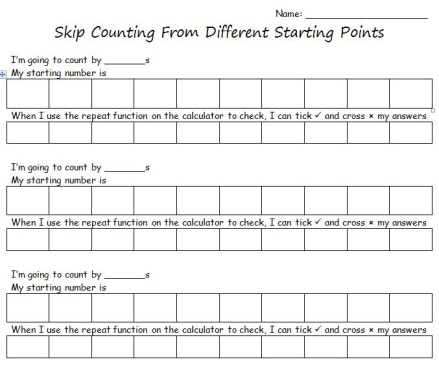 Name: ____________________
Skip Counting From Different Starting Points
I'm going to count by _______s
My starting number is
When I use the repeat function on the calculator to check, I can tick ✓ and cross × my answers
I'm going to count by _______s
My starting number is
When I use the repeat function on the calculator to check, I can tick ✓ and cross × my answers
I'm going to count by _______s
My starting number is
When I use the repeat function on the calculator to check, I can tick ✓ and cross × my answers